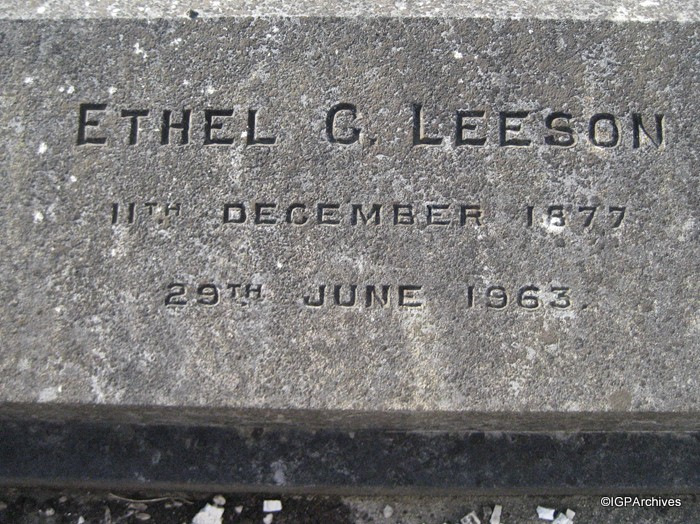 ETHEL G. LEESON
11TH DECEMBER 1877
29TH JUNE 1963.
©IGPArchives